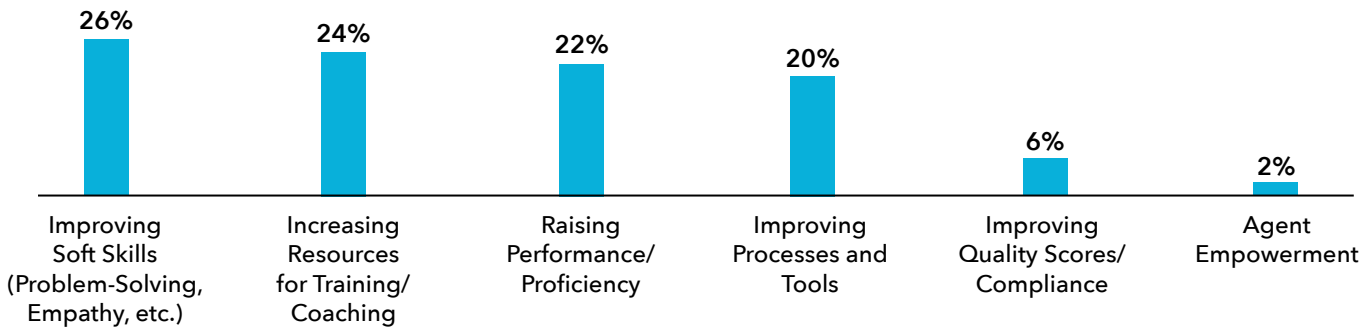 26%
24%
22%
20%
6%
2%
Improving
Soft Skills
(Problem-Solving,
Empathy, etc.)
Increasing
Resources
for Training/
Coaching
Raising
Performance/
Proficiency
Improving
Processes and
Tools
Improving
Quality Scores/
Compliance
Agent
Empowerment